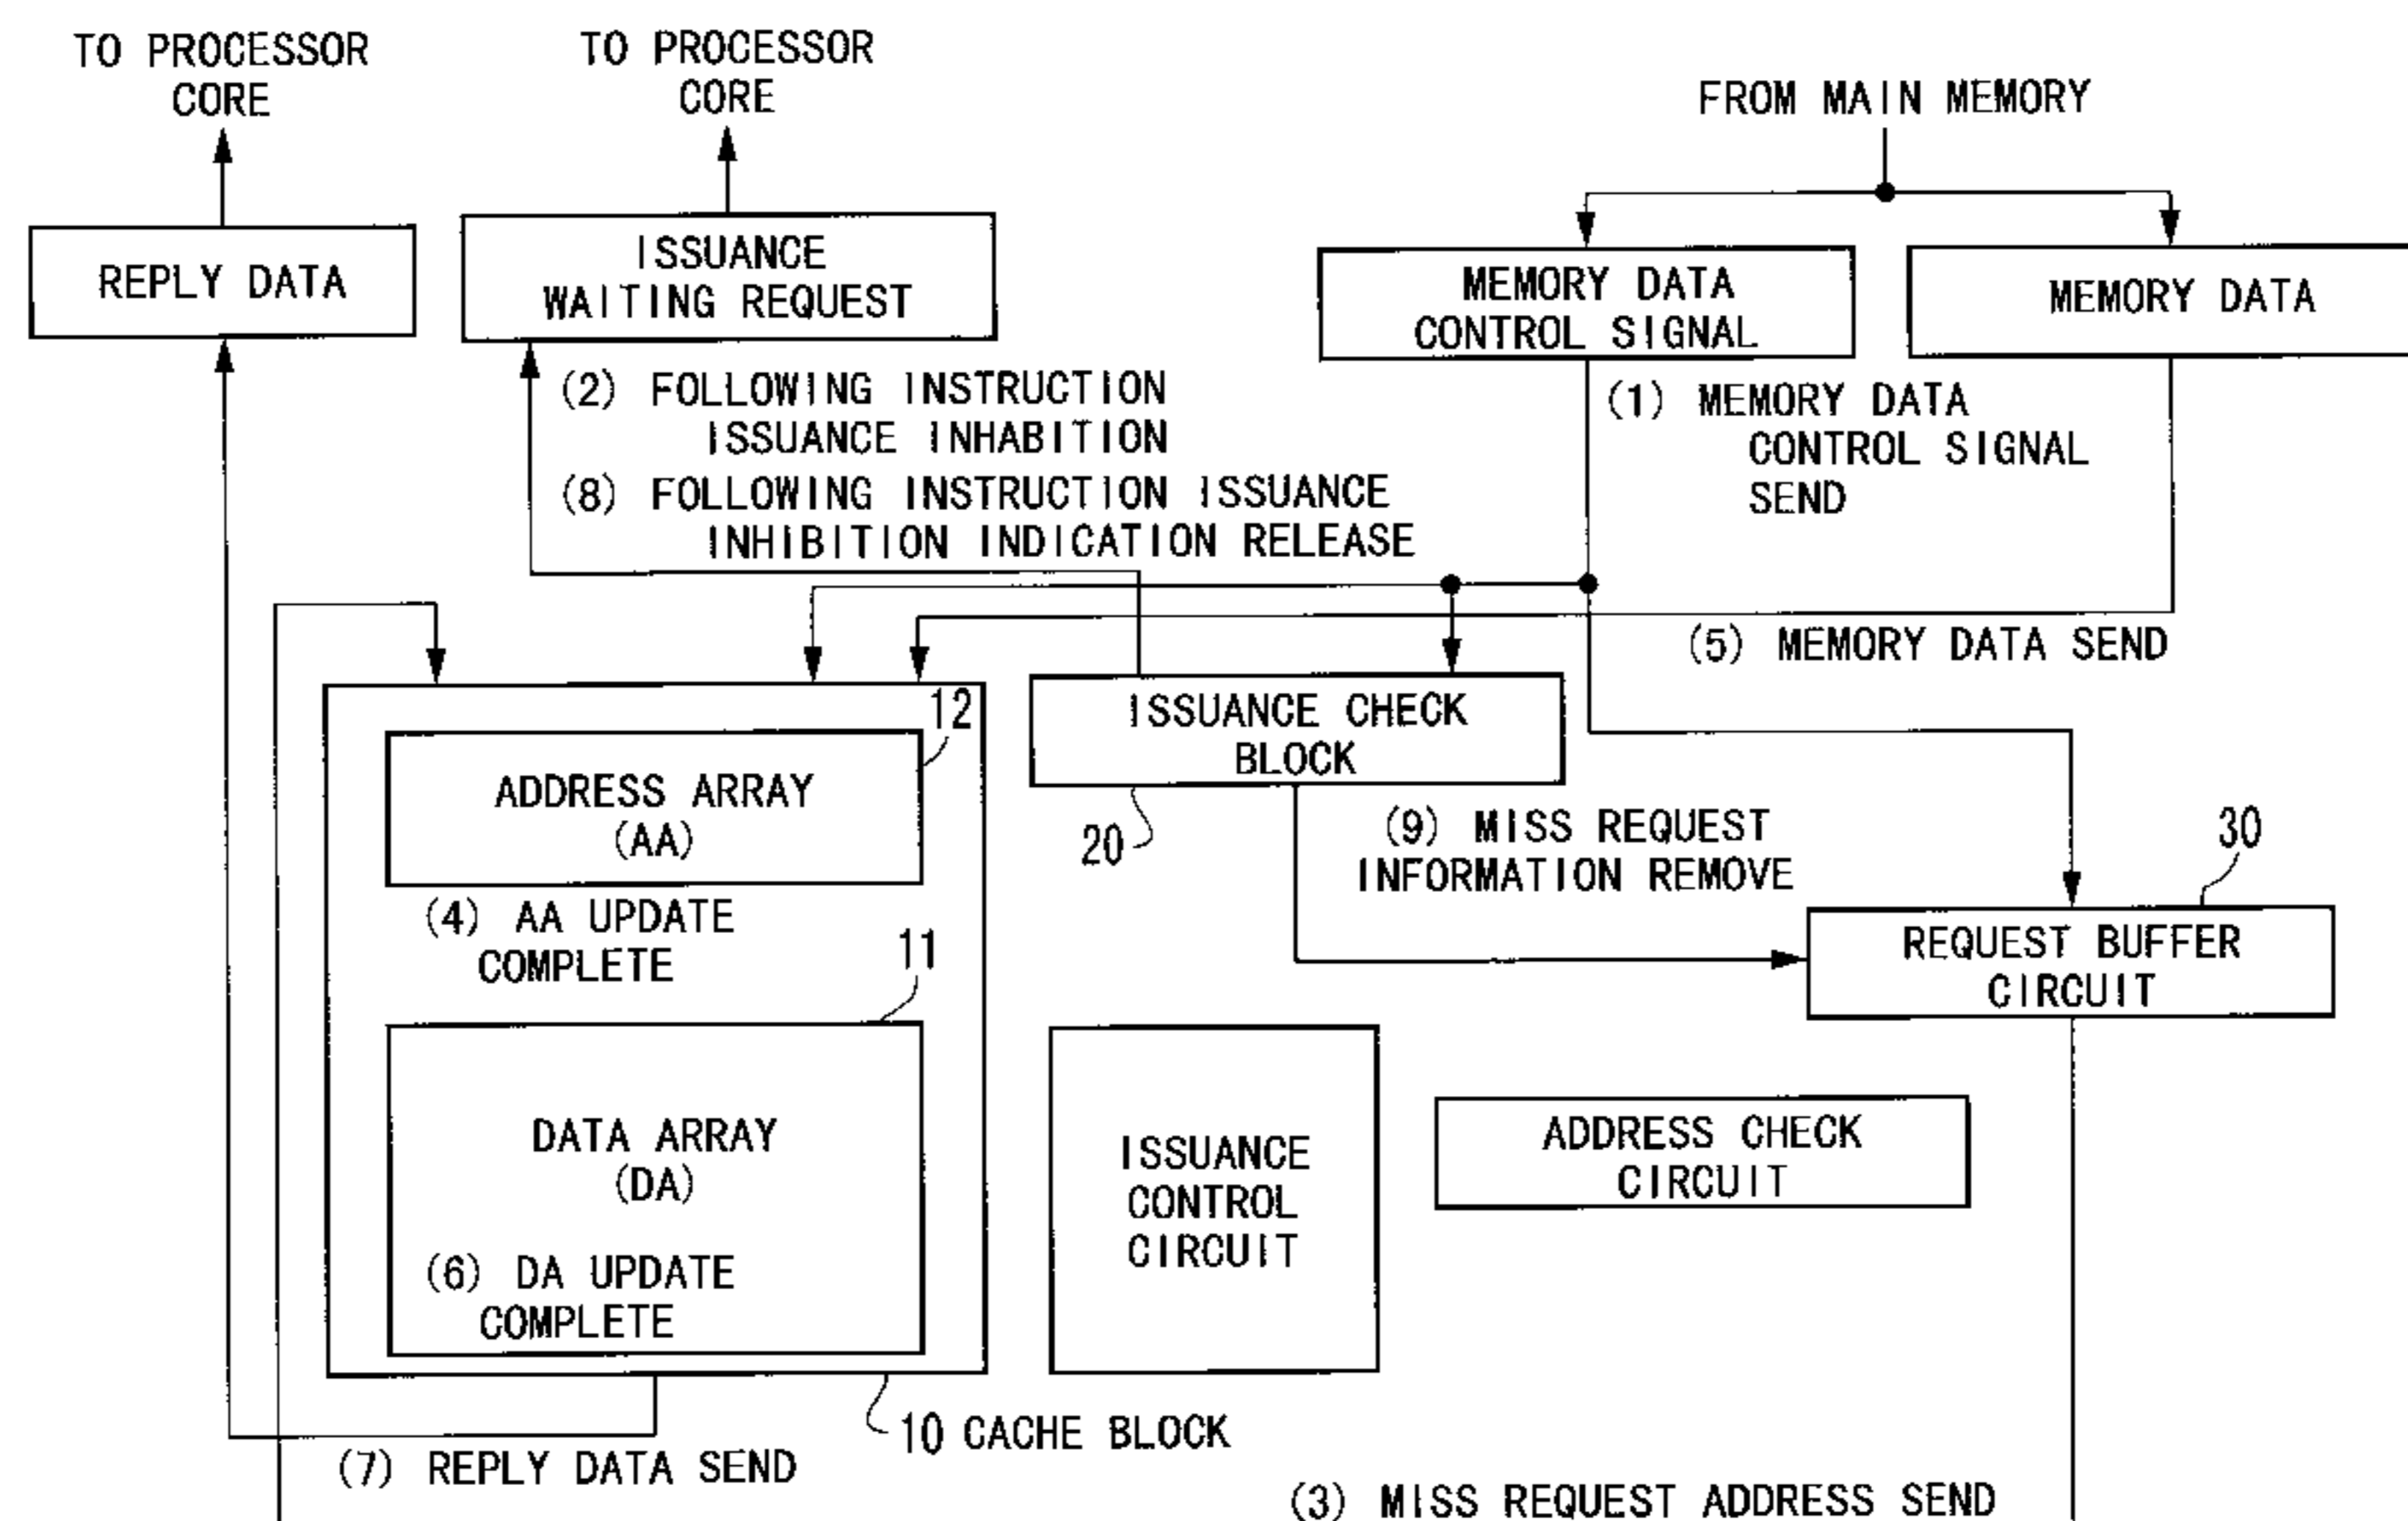 TO PROCESSOR
CORE
TO PROCESSOR
CORE
FROM MAIN MEMORY
REPLY DATA
ISSUANCE
WAITING REQUEST
MEMORY DATA
CONTROL SIGNAL
MEMORY DATA
(2) FOLLOWING INSTRUCTION
ISSUANCE INHABITION
(1) MEMORY DATA
CONTROL SIGNAL
SEND
(8) FOLLOWING INSTRUCTION ISSUANCE
INHIBITION INDICATION RELEASE
(5) MEMORY DATA SEND
12
ISSUANCE CHECK
BLOCK
ADDRESS ARRAY
(AA)
20
(9) MISS REQUEST
INFORMATION REMOVE
30
(4) AA UPDATE
COMPLETE
11
REQUEST BUFFER
CIRCUIT
DATA ARRAY
(DA)
ISSUANCE
CONTROL
CIRCUIT
ADDRESS CHECK
CIRCUIT
(6) DA UPDATE
COMPLETE
10 CACHE BLOCK
(7) REPLY DATA SEND
(3) MISS REQUEST ADDRESS SEND